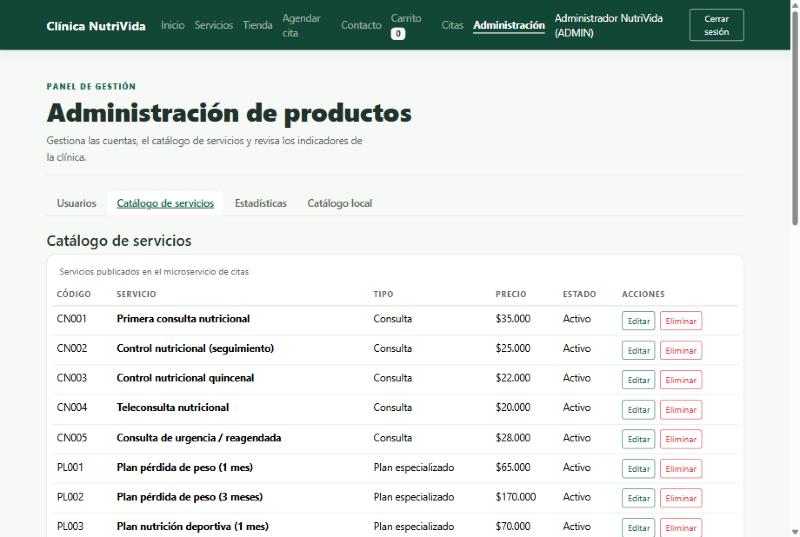 Clínica NutriVida
Inicio
Servicios
Tienda
Agendar
cita
Contacto
Carrito
0
Citas
Administración
Administrador NutriVida
(ADMIN)
Cerrar
sesión
PANEL DE GESTIÓN
Administración de productos
Gestiona las cuentas, el catálogo de servicios y revisa los indicadores de
la clínica.
Usuarios
Catálogo de servicios
Estadísticas
Catálogo local
Catálogo de servicios
Servicios publicados en el microservicio de citas
CÓDIGO SERVICIO TIPO PRECIO ESTADO ACCIONES
CN001 Primera consulta nutricional Consulta $35.000 Activo Editar Eliminar
CN002 Control nutricional (seguimiento) Consulta $25.000 Activo Editar Eliminar
CN003 Control nutricional quincenal Consulta $22.000 Activo Editar Eliminar
CN004 Teleconsulta nutricional Consulta $20.000 Activo Editar Eliminar
CN005 Consulta de urgencia / reagendada Consulta $28.000 Activo Editar Eliminar
PL001 Plan pérdida de peso (1 mes) Plan especializado $65.000 Activo Editar Eliminar
PL002 Plan pérdida de peso (3 meses) Plan especializado $170.000 Activo Editar Eliminar
PL003 Plan nutrición deportiva (1 mes) Plan especializado $70.000 Activo Editar Eliminar